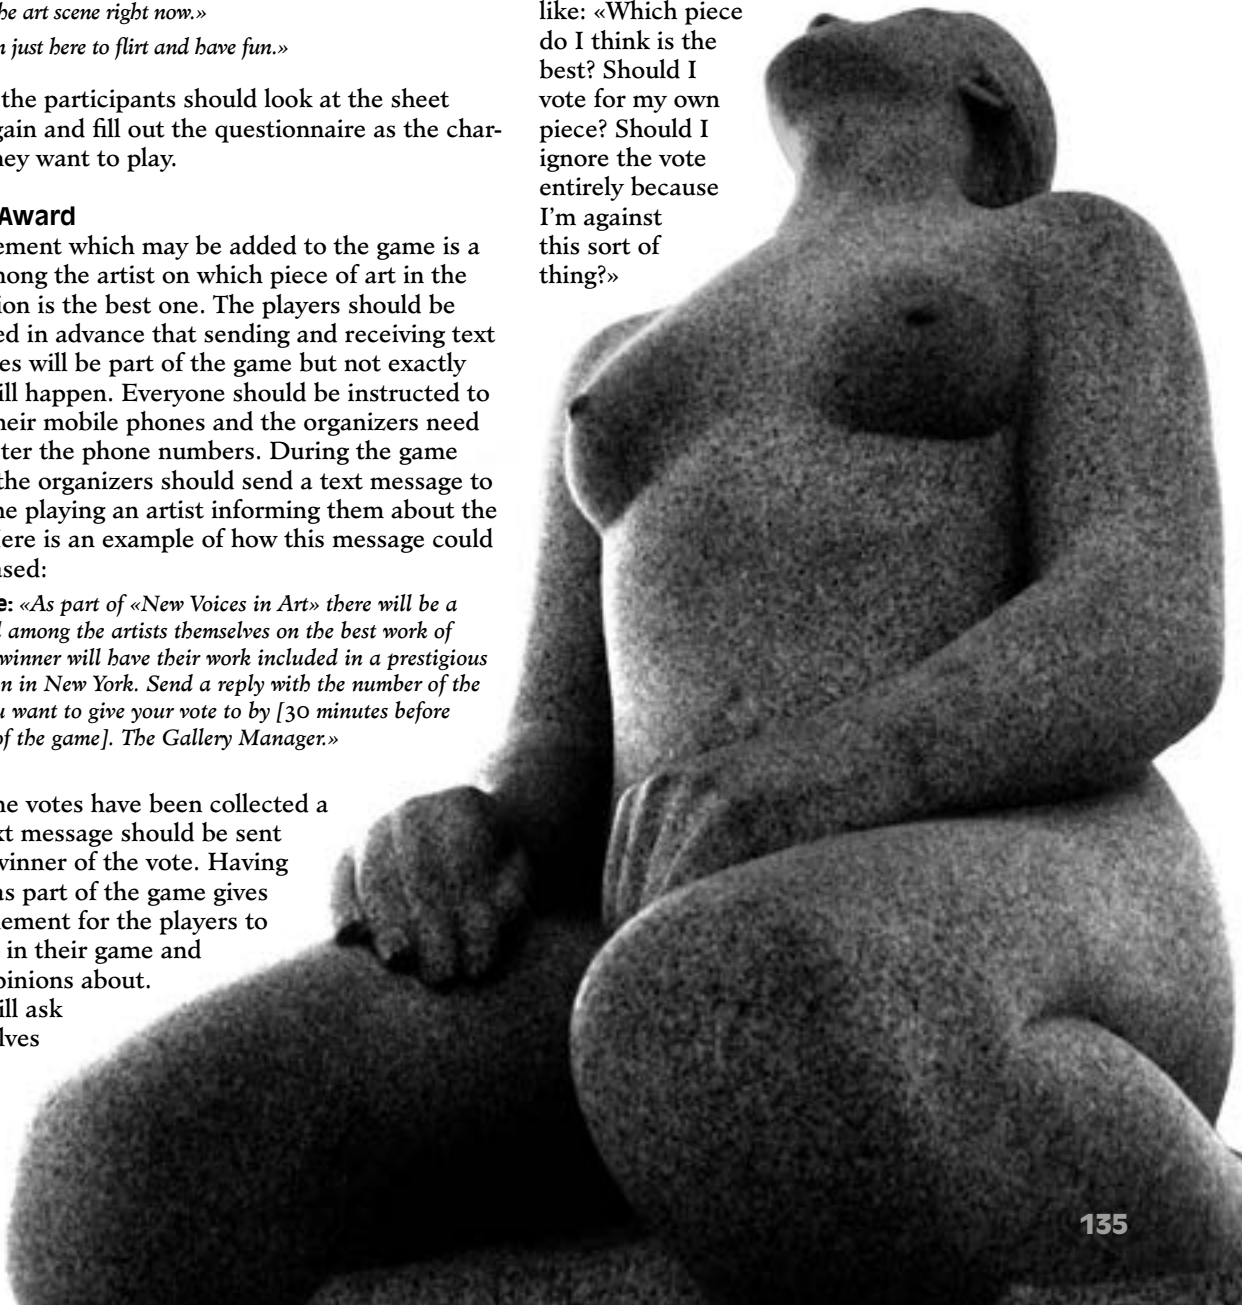 he art scene right now.»
n just here to flirt and have fun.»
the participants should look at the sheet
gain and fill out the questionnaire as the char-
hey want to play.
Award
ement which may be added to the game is a
mong the artist on which piece of art in the
ion is the best one. The players should be
ed in advance that sending and receiving text
es will be part of the game but not exactly
ill happen. Everyone should be instructed to
heir mobile phones and the organizers need
ter the phone numbers. During the game
the organizers should send a text message to
ne playing an artist informing them about the
ere is an example of how this message could
ased:
e: «As part of «New Voices in Art» there will be a
l among the artists themselves on the best work of
winner will have their work included in a prestigious
n in New York. Send a reply with the number of the
u want to give your vote to by [30 minutes before
of the game]. The Gallery Manager.»
he votes have been collected a
xt message should be sent
winner of the vote. Having
as part of the game gives
lement for the players to
in their game and
pinions about.
ill ask
lves
like: «Which piece
do I think is the
best? Should I
vote for my own
piece? Should I
ignore the vote
entirely because
I'm against
this sort of
thing?»
135